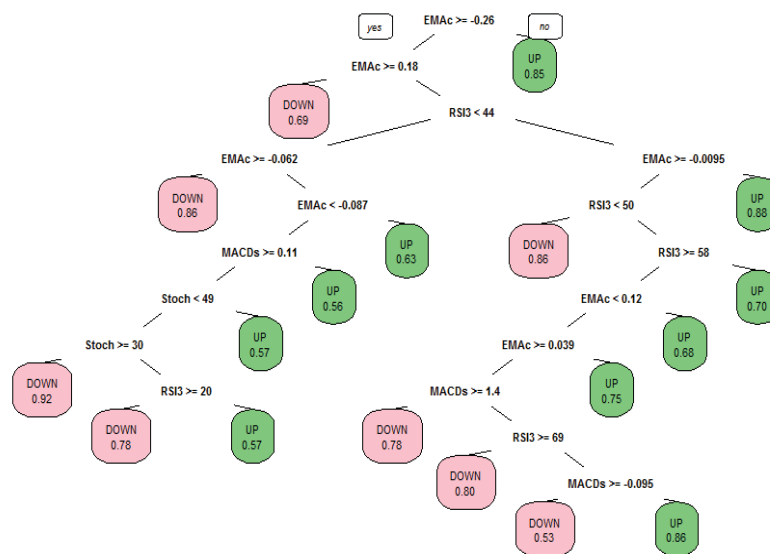 yes
EMAc >= -0.26
no
EMAc >= 0.18
UP
0.85
DOWN
0.69
RSI3 < 44
EMAc >= -0.062
EMAc >= -0.0095
DOWN
0.86
EMAc < -0.087
RSI3 < 50
UP
0.88
MACDs >= 0.11
UP
0.63
DOWN
0.86
RSI3 >= 58
Stoch < 49
UP
0.56
EMAc < 0.12
UP
0.70
Stoch >= 30
UP
0.57
EMAc >= 0.039
UP
0.68
DOWN
0.92
RSI3 >= 20
MACDs >= 1.4
UP
0.75
DOWN
0.78
UP
0.57
DOWN
0.78
RSI3 >= 69
DOWN
0.80
MACDs >= -0.095
DOWN
0.53
UP
0.86